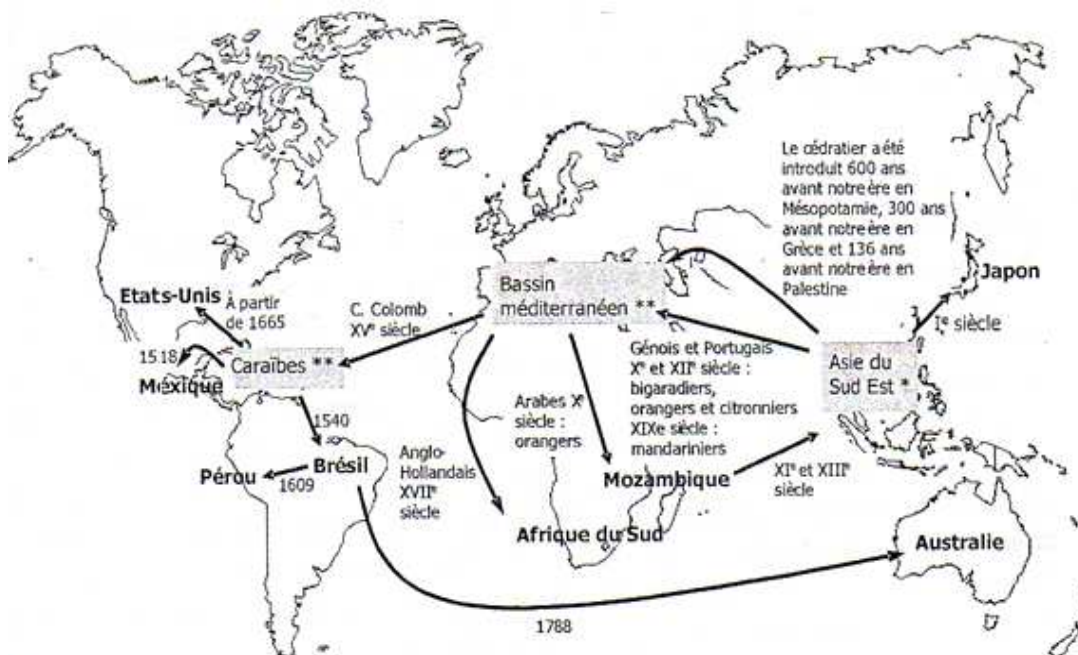 Le cédratier a été
introduit 600 ans
avant notre ère en
Mésopotamie, 300 ans
avant notre ère en
Grèce et 136 ans
avant notre ère en
Palestine
Japon
Iᵉ siècle
Bassin
méditerranéen **
Etats-Unis
À partir
de 1665
C. Colomb
XVᵉ siècle
1518
Méxique
Caraïbes **
Génois et Portugais
Xᵉ et XIIᵉ siècle :
bigaradiers,
orangers et citronniers
XIXe siècle :
mandariniers
Asie du
Sud Est *
Arabes Xᵉ
siècle :
orangers
1540
Brésil
Pérou
1609
Anglo-
Hollandais
XVIIᵉ
siècle
Mozambique
XIᵉ et XIIIᵉ
siècle
Afrique du Sud
Australie
1788